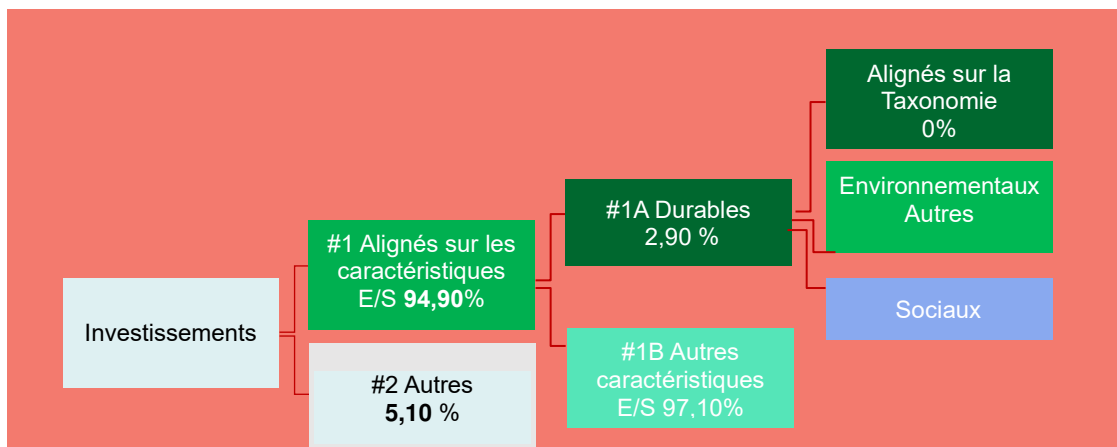 Investissements
#1 Alignés sur les
caractéristiques
E/S 94,90%
#2 Autres
5,10 %
#1A Durables
2,90 %
#1B Autres
caractéristiques
E/S 97,10%
Alignés sur la
Taxonomie
0%
Environnementaux
Autres
Sociaux